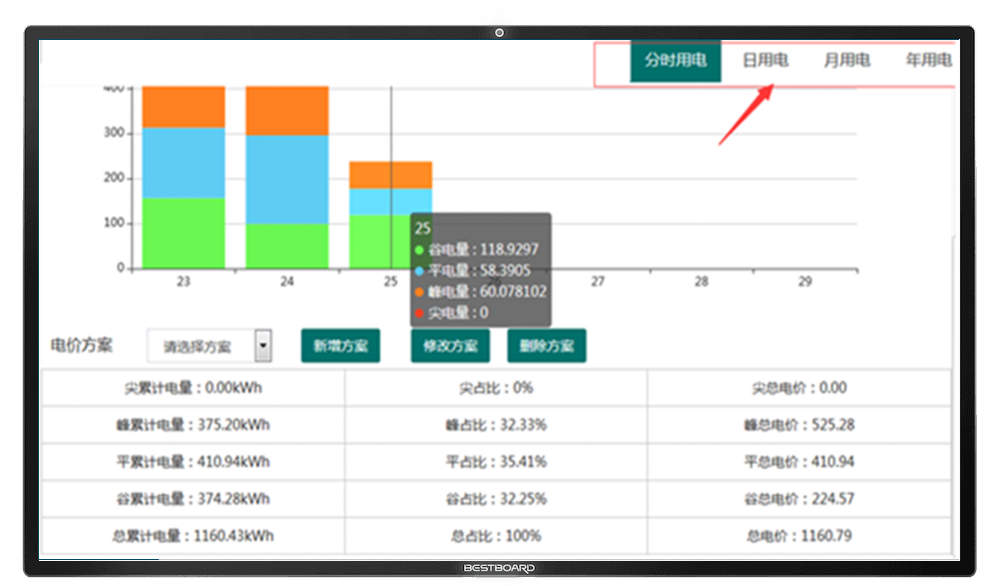 分时用电 日用电 月用电 年用电
400
300
200
100
0
23 24 25 27 28 29
25
谷电量 : 118.9297
平电量 : 58.3905
峰电量 : 60.078102
尖电量 : 0
电价方案 请选择方案 新增方案 修改方案 删除方案
尖累计电量 : 0.00kWh 尖占比 : 0% 尖总电价 : 0.00
峰累计电量 : 375.20kWh 峰占比 : 32.33% 峰总电价 : 525.28
平累计电量 : 410.94kWh 平占比 : 35.41% 平总电价 : 410.94
谷累计电量 : 374.28kWh 谷占比 : 32.25% 谷总电价 : 224.57
总累计电量 : 1160.43kWh 总占比 : 100% 总电价 : 1160.79
BESTBOARD